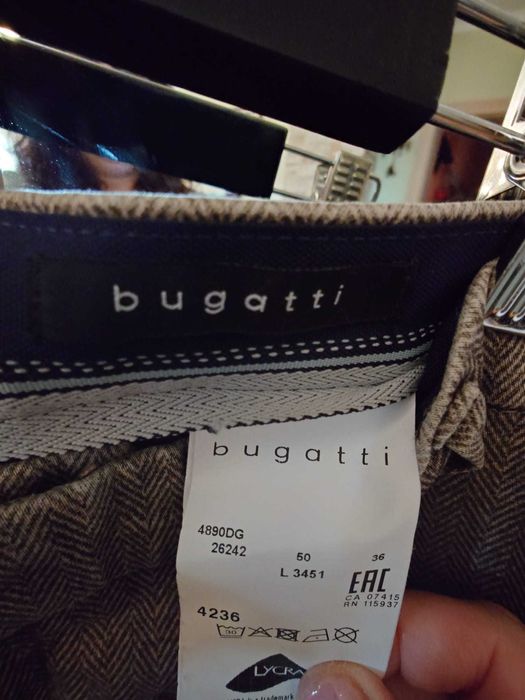 bugatti
bugatti
4890DG
26242
50
36
L 3451
EAC
CA 07415
RN 115937
4236
30
LYCRA